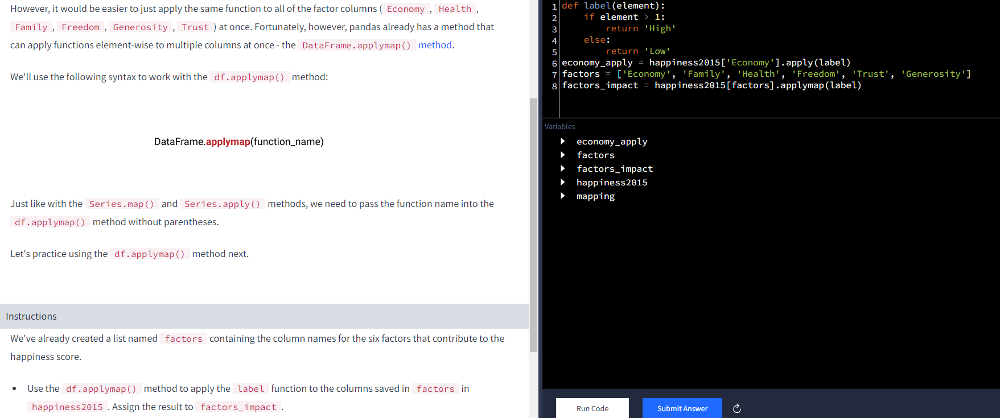 However, it would be easier to just apply the same function to all of the factor columns ( Economy , Health ,
Family , Freedom , Generosity , Trust ) at once. Fortunately, however, pandas already has a method that
can apply functions element-wise to multiple columns at once - the DataFrame.applymap() method.
We'll use the following syntax to work with the df.applymap() method:
DataFrame.applymap(function_name)
Just like with the Series.map() and Series.apply() methods, we need to pass the function name into the
df.applymap() method without parentheses.
Let's practice using the df.applymap() method next.
Instructions
We've already created a list named factors containing the column names for the six factors that contribute to the
happiness score.
• Use the df.applymap() method to apply the label function to the columns saved in factors in
happiness2015 . Assign the result to factors_impact .
1 def label(element):
2     if element > 1:
3         return 'High'
4     else:
5         return 'Low'
6 economy_apply = happiness2015['Economy'].apply(label)
7 factors = ['Economy', 'Family', 'Health', 'Freedom', 'Trust', 'Generosity']
8 factors_impact = happiness2015[factors].applymap(label)
Variables
economy_apply
factors
factors_impact
happiness2015
mapping
Run Code
Submit Answer